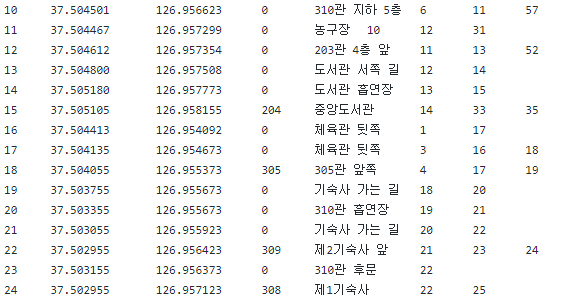 10 37.504501 126.956623 0 310관 지하 5층 6 11 57
11 37.504467 126.957299 0 농구장 10 12 31
12 37.504612 126.957354 0 203관 4층 앞 11 13 52
13 37.504800 126.957508 0 도서관 서쪽 길 12 14
14 37.505180 126.957773 0 도서관 흡연장 13 15
15 37.505105 126.958155 204 중앙도서관 14 33 35
16 37.504413 126.954092 0 체육관 뒷쪽 1 17
17 37.504135 126.954673 0 체육관 뒷쪽 3 16 18
18 37.504055 126.955373 305 305관 앞쪽 4 17 19
19 37.503755 126.955673 0 기숙사 가는 길 18 20
20 37.503355 126.955673 0 310관 흡연장 19 21
21 37.503055 126.955973 0 기숙사 가는 길 20 22
22 37.502955 126.956423 309 제2기숙사 앞 21 23 24
23 37.503155 126.956373 0 310관 후문 22
24 37.502955 126.957123 308 제1기숙사 22 25